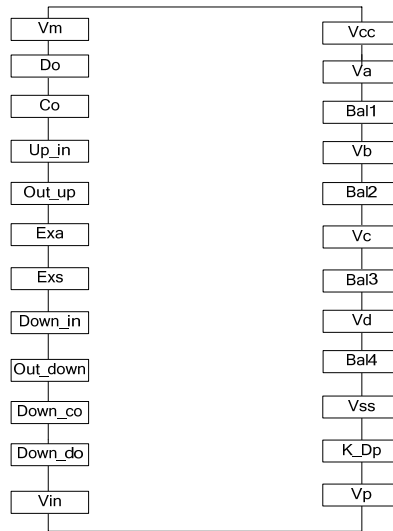 Vm
Do
Co
Up_in
Out_up
Exa
Exs
Down_in
Out_down
Down_co
Down_do
Vin
Vcc
Va
Bal1
Vb
Bal2
Vc
Bal3
Vd
Bal4
Vss
K_Dp
Vp